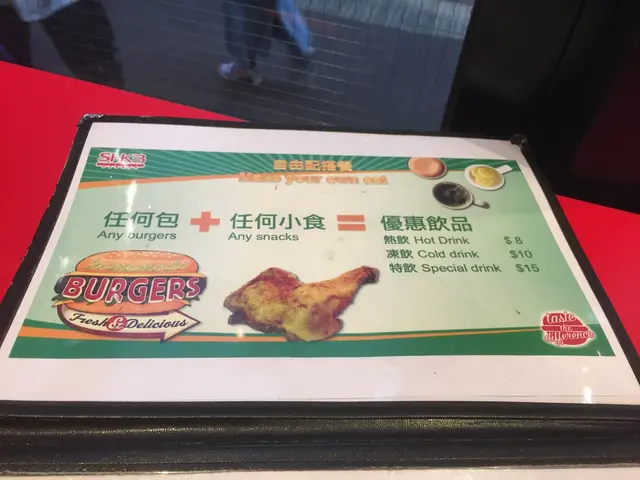 SHKB
自由配搭餐
Make your own set
任何包 + 任何小食 = 優惠飲品
Any burgers Any snacks
熱飲 Hot Drink $8
凍飲 Cold drink $10
特飲 Special drink $15
BURGERS
Fresh & Delicious
taste
the
difference